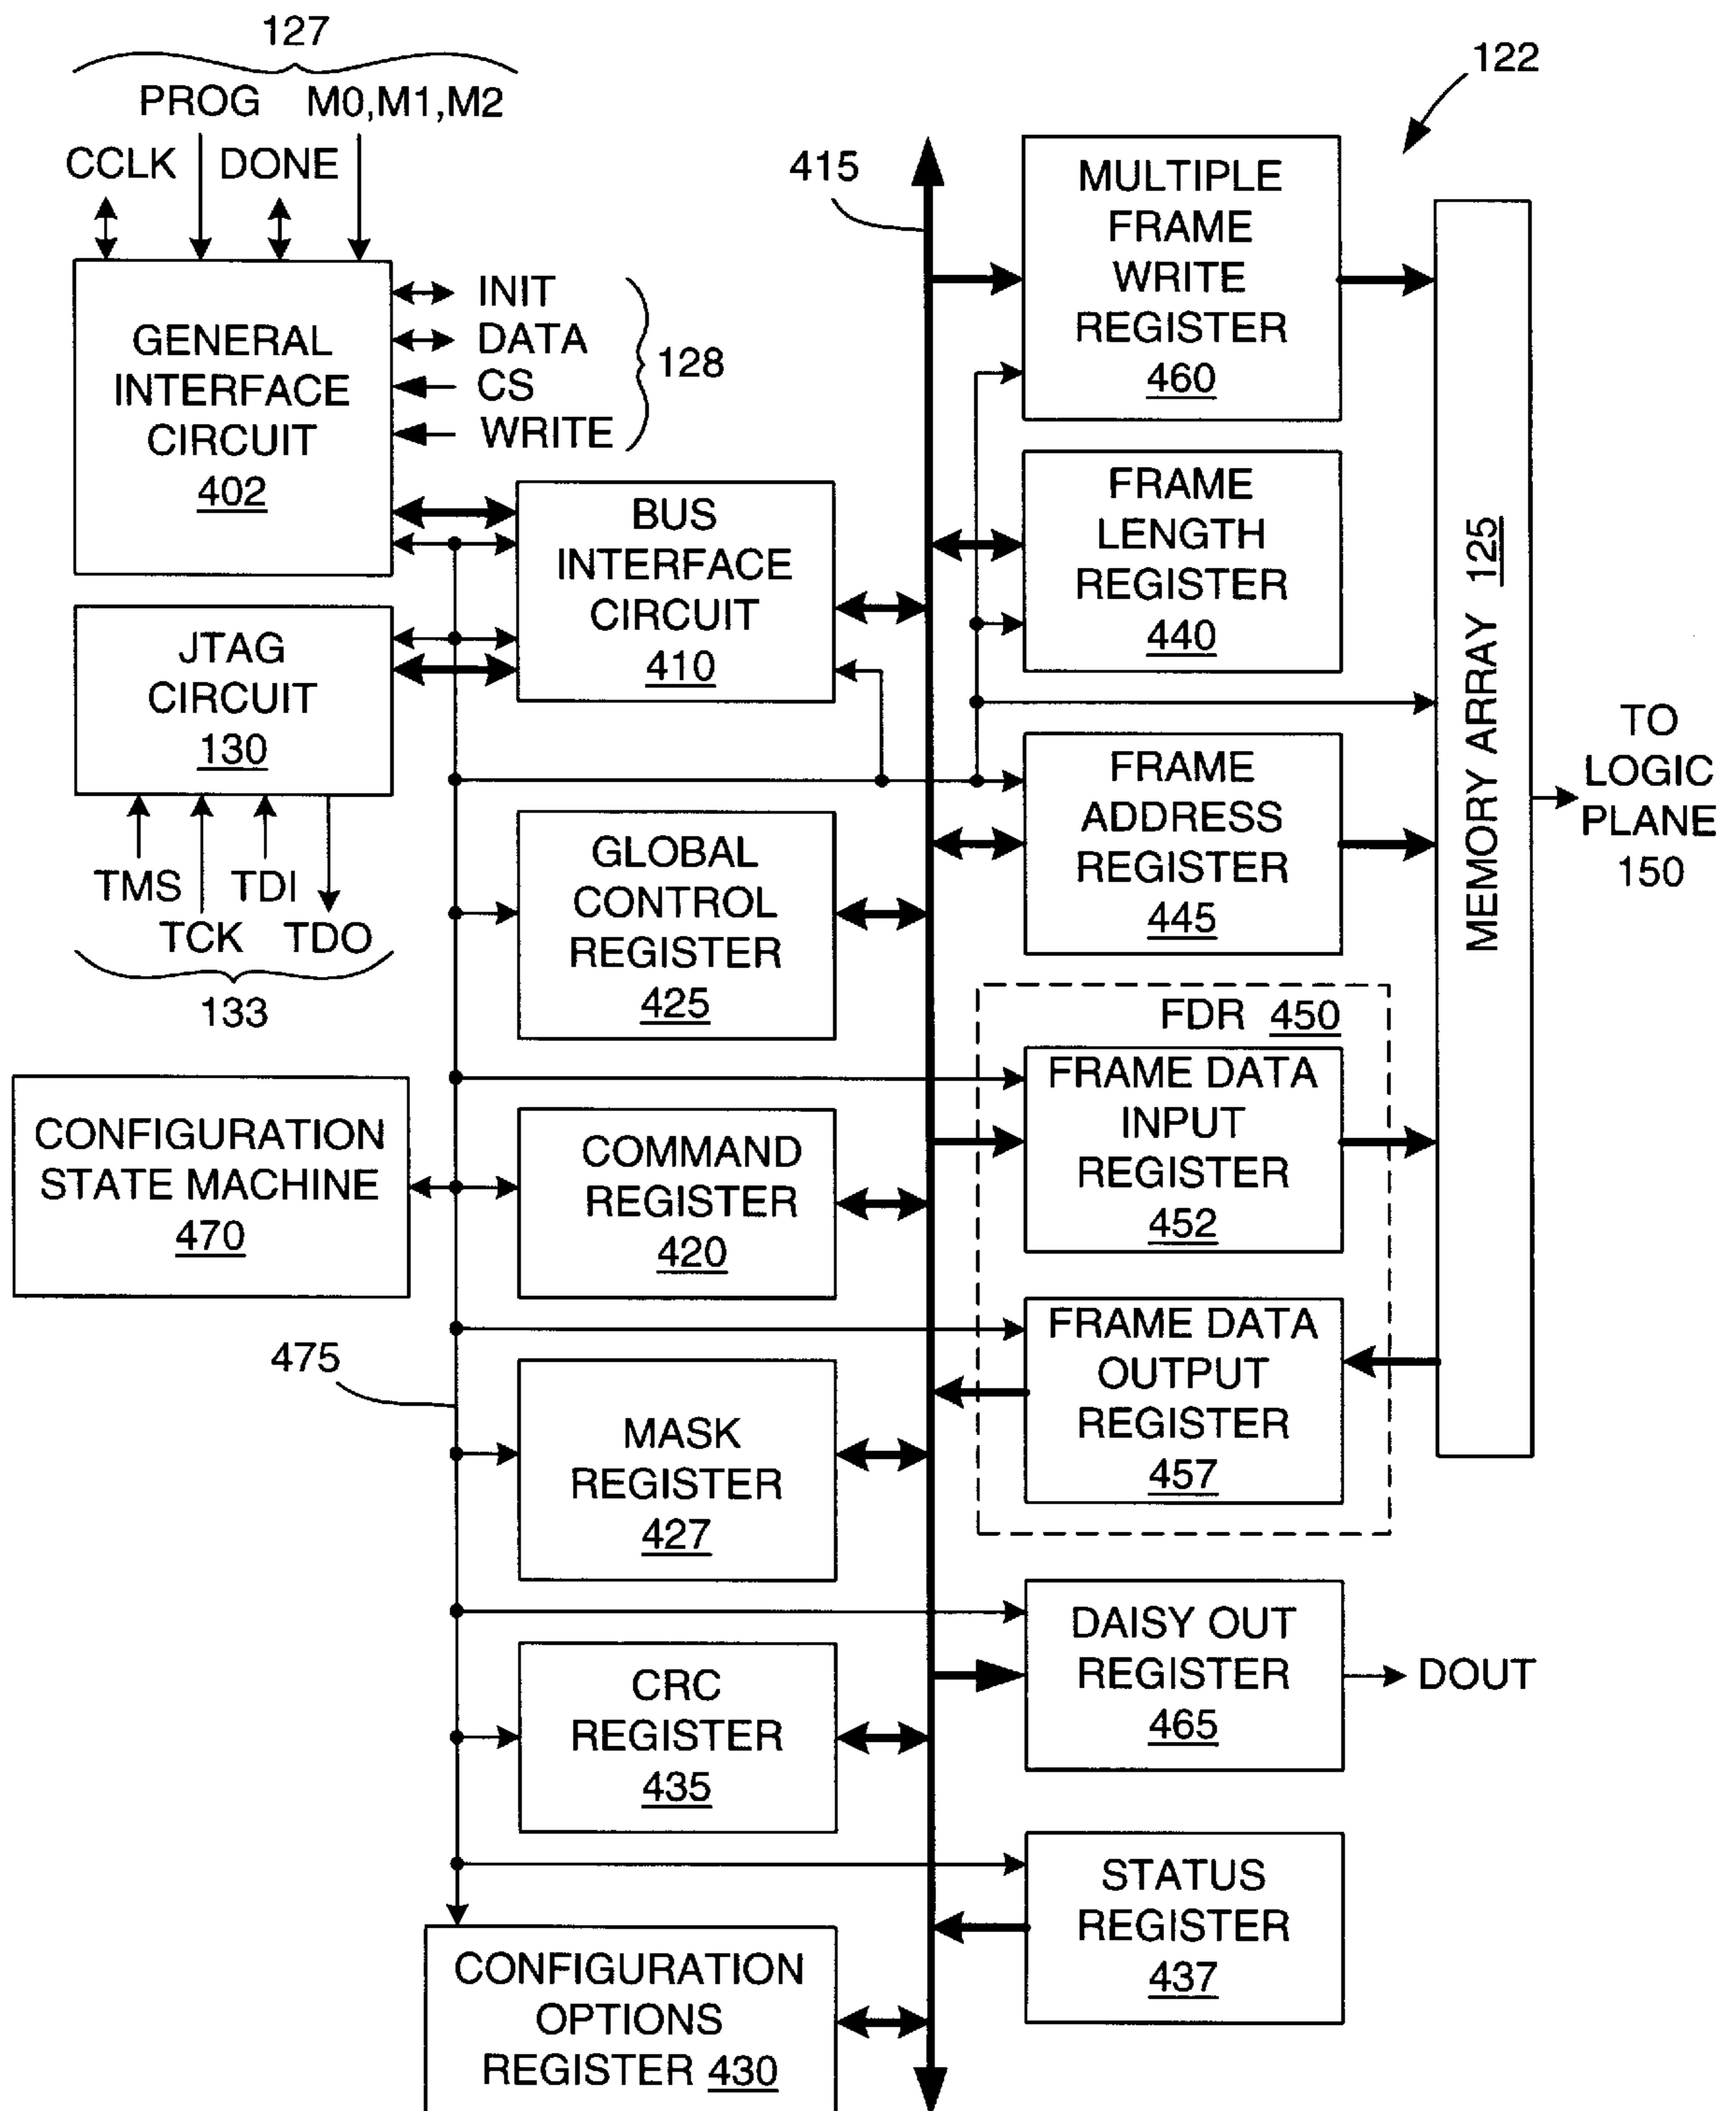 127
PROG M0,M1,M2
CCLK DONE
122
415
GENERAL
INTERFACE
CIRCUIT
402
INIT
DATA
CS
WRITE
128
MULTIPLE
FRAME
WRITE
REGISTER
460
BUS
INTERFACE
CIRCUIT
410
FRAME
LENGTH
REGISTER
440
JTAG
CIRCUIT
130
MEMORY ARRAY 125
TO
LOGIC
PLANE
150
TMS TDI
TCK TDO
133
FRAME
ADDRESS
REGISTER
445
GLOBAL
CONTROL
REGISTER
425
FDR 450
FRAME DATA
INPUT
REGISTER
452
CONFIGURATION
STATE MACHINE
470
COMMAND
REGISTER
420
FRAME DATA
OUTPUT
REGISTER
457
475
MASK
REGISTER
427
DAISY OUT
REGISTER
465
DOUT
CRC
REGISTER
435
STATUS
REGISTER
437
CONFIGURATION
OPTIONS
REGISTER 430